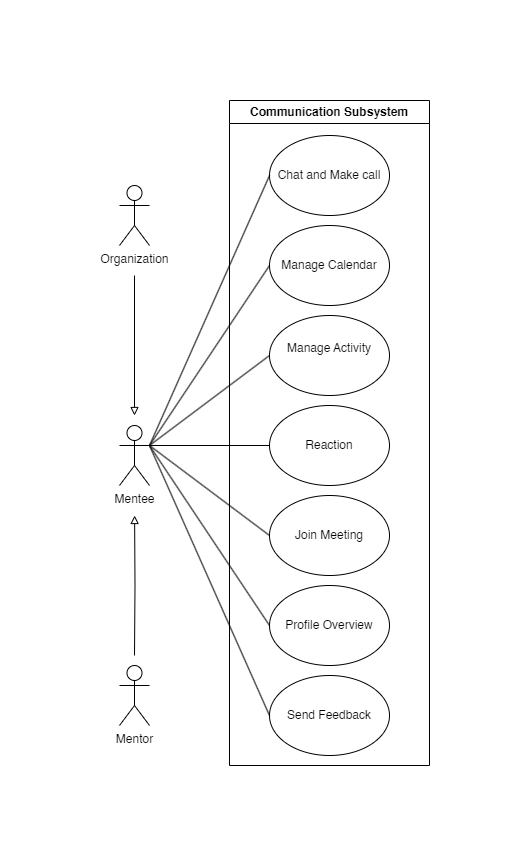 Communication Subsystem
Chat and Make call
Organization
Manage Calendar
Manage Activity
Reaction
Mentee
Join Meeting
Profile Overview
Send Feedback
Mentor